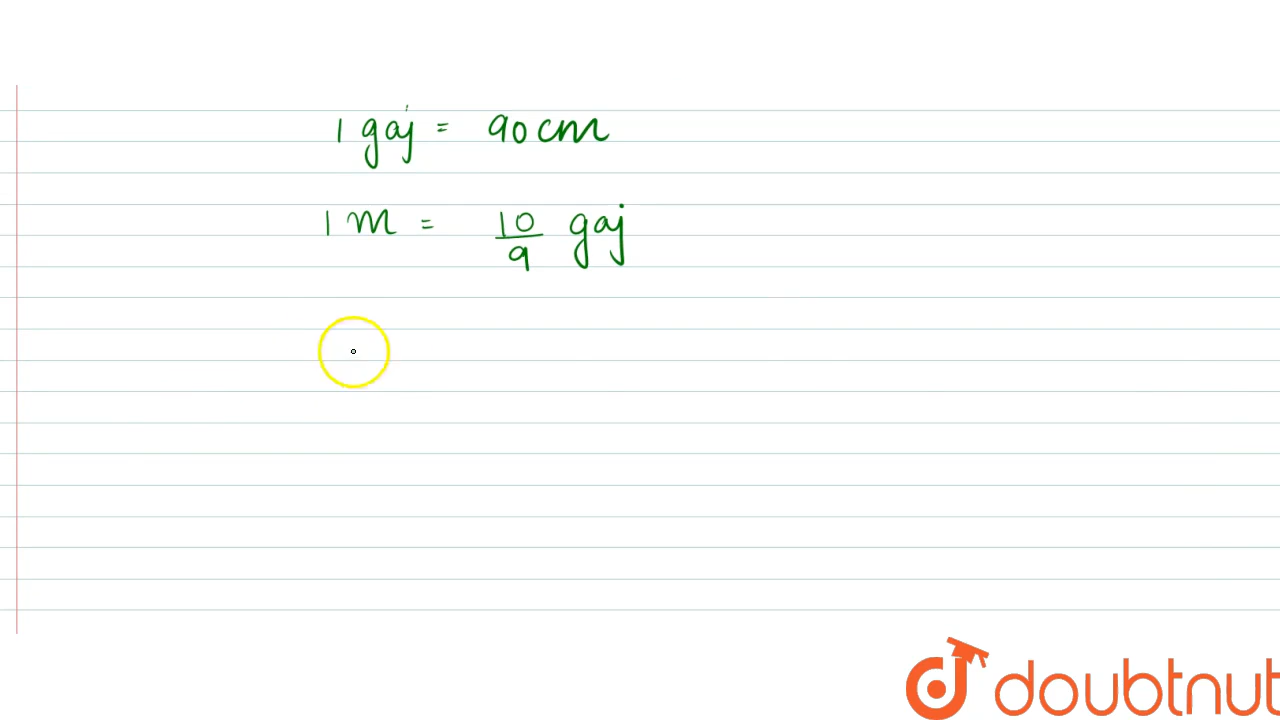 1 gaj = 90 cm
1 m = 10/9 gaj
doubtnut